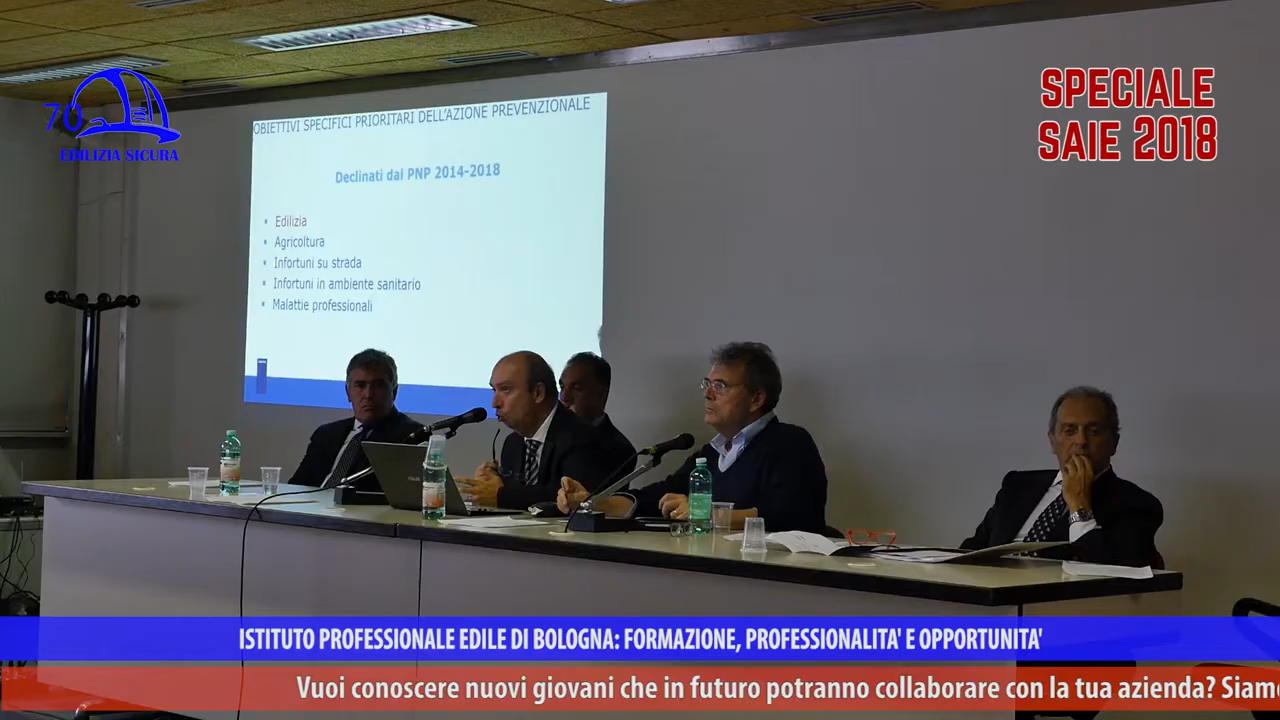 70
EDILIZIA SICURA
SPECIALE
SAIE 2018
OBIETTIVI SPECIFICI PRIORITARI DELL'AZIONE PREVENZIONALE
Declinati dal PNP 2014-2018
▪ Edilizia
▪ Agricoltura
▪ Infortuni su strada
▪ Infortuni in ambiente sanitario
▪ Malattie professionali
ISTITUTO PROFESSIONALE EDILE DI BOLOGNA: FORMAZIONE, PROFESSIONALITA' E OPPORTUNITA'
Vuoi conoscere nuovi giovani che in futuro potranno collaborare con la tua azienda? Siamo